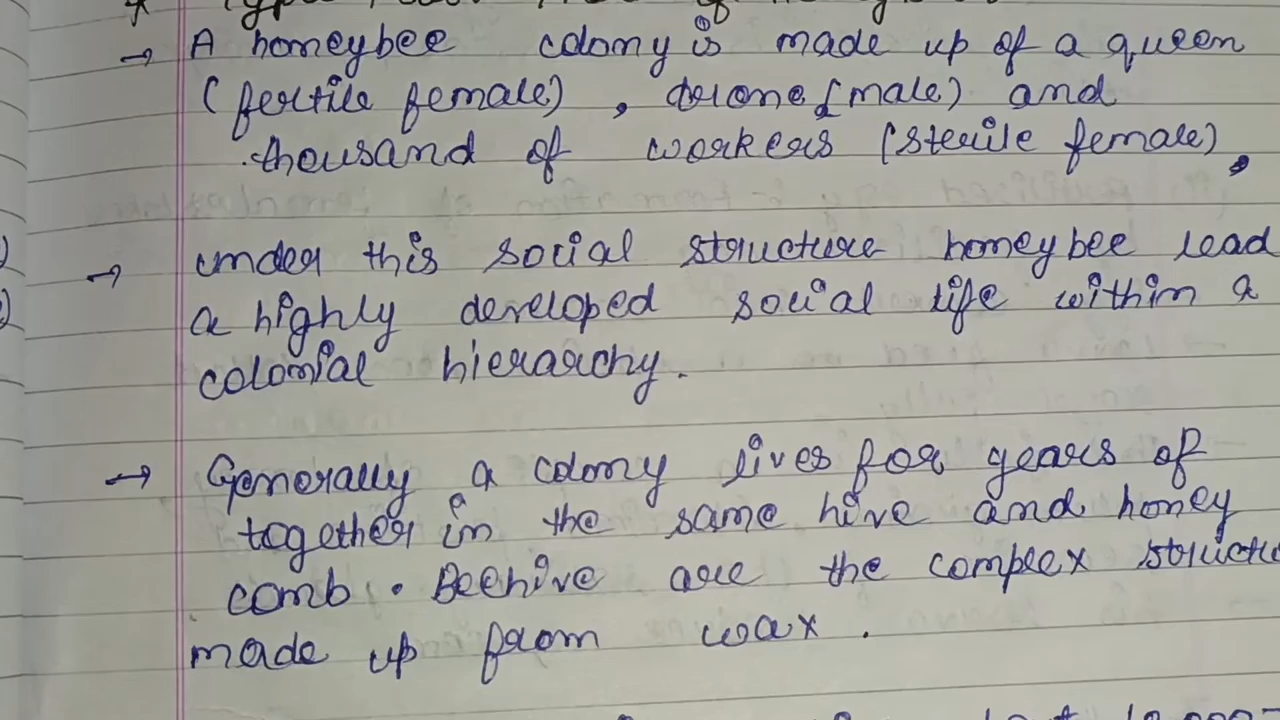 → A honeybee colony is made up of a queen
(fertile female), drone (male) and
thousand of workers (sterile female).
→ under this social structure honeybee lead
a highly developed social life within a
colonial hierarchy.
→ Generally a colony lives for years of
together in the same hive and honey
comb. Beehive are the complex structu
made up from wax.